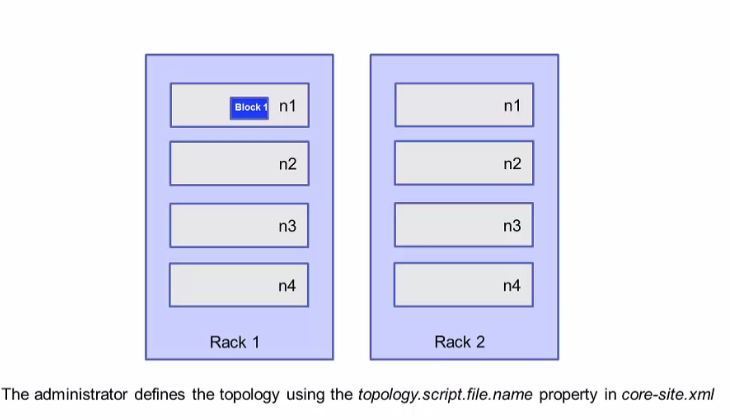 Block 1 n1
n2
n3
n4
Rack 1
n1
n2
n3
n4
Rack 2
The administrator defines the topology using the topology.script.file.name property in core-site.xml